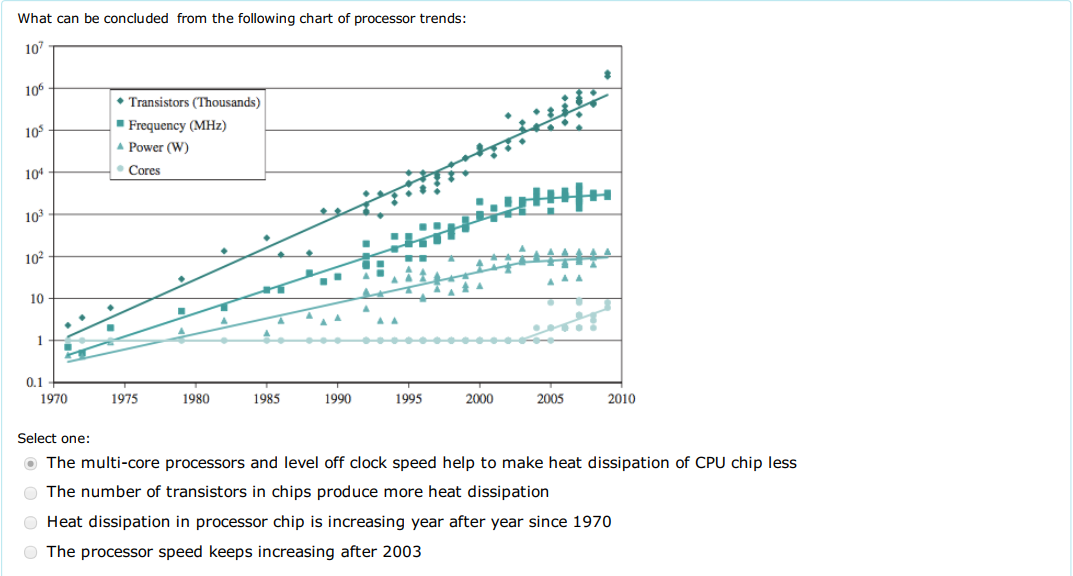 What can be concluded from the following chart of processor trends:
10⁷
10⁶
10⁵
10⁴
10³
10²
10
1
0.1
Transistors (Thousands)
Frequency (MHz)
Power (W)
Cores
1970 1975 1980 1985 1990 1995 2000 2005 2010
Select one:
The multi-core processors and level off clock speed help to make heat dissipation of CPU chip less
The number of transistors in chips produce more heat dissipation
Heat dissipation in processor chip is increasing year after year since 1970
The processor speed keeps increasing after 2003